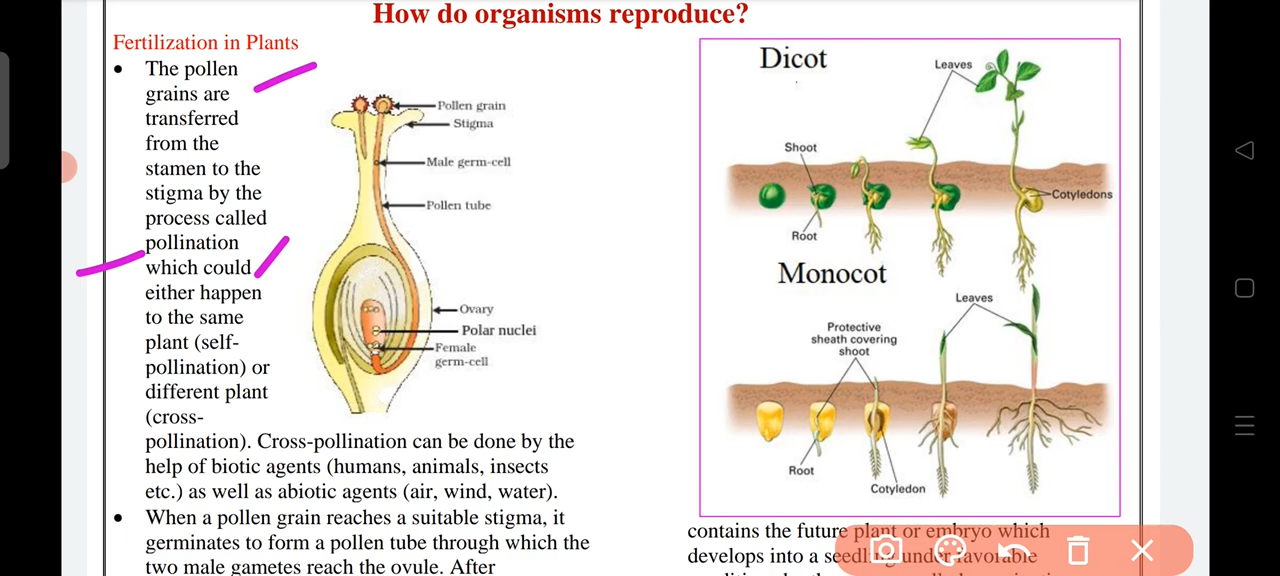 How do organisms reproduce?
Fertilization in Plants
• The pollen
grains are
transferred
from the
stamen to the
stigma by the
process called
pollination
which could
either happen
to the same
plant (self-
pollination) or
different plant
(cross-
pollination). Cross-pollination can be done by the
help of biotic agents (humans, animals, insects
etc.) as well as abiotic agents (air, wind, water).
• When a pollen grain reaches a suitable stigma, it
germinates to form a pollen tube through which the
two male gametes reach the ovule. After
Pollen grain
Stigma
Male germ-cell
Pollen tube
Ovary
Polar nuclei
Female
germ-cell
Dicot
Leaves
Shoot
Cotyledons
Root
Monocot
Leaves
Protective
sheath covering
shoot
Root
Cotyledon
contains the future plant or embryo which
develops into a seedling under favorable